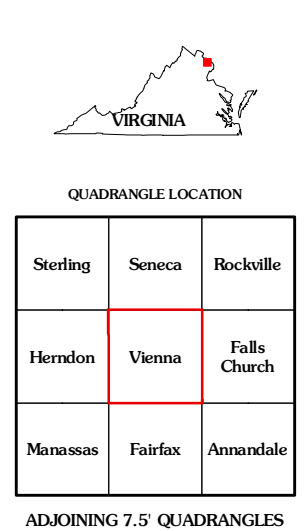 VIRGINIA
QUADRANGLE LOCATION
Sterling
Seneca
Rockville
Herndon
Vienna
Falls
Church
Manassas
Fairfax
Annandale
ADJOINING 7.5' QUADRANGLES